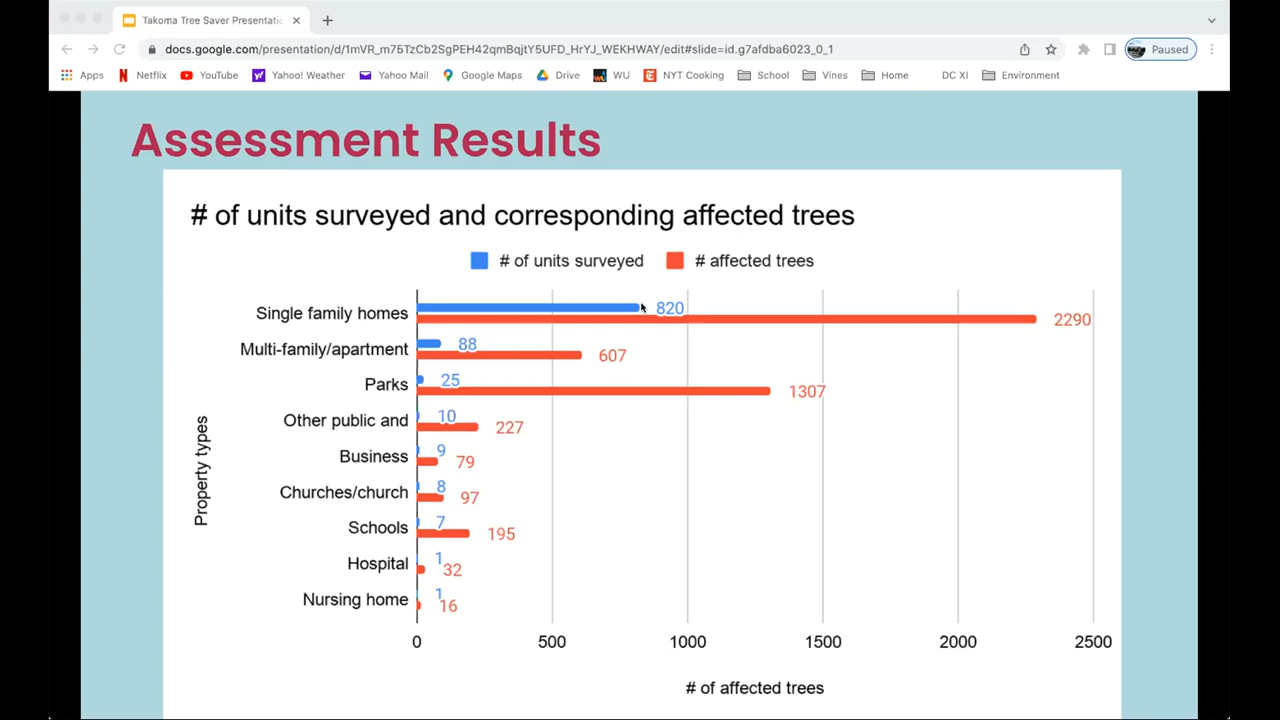 Takoma Tree Saver Presentatio
docs.google.com/presentation/d/1mVR_m75TzCb2SgPEH42qmBqjtY5UFD_HrYJ_WEKHWAY/edit#slide=id.g7afdba6023_0_1
Paused
Apps Netflix YouTube Yahoo! Weather Yahoo Mail Google Maps Drive WU NYT Cooking School Vines Home DC XI Environment
Assessment Results
# of units surveyed and corresponding affected trees
# of units surveyed # affected trees
Single family homes 820 2290
Multi-family/apartment 88 607
Parks 25 1307
Other public and 10 227
Business 9 79
Churches/church 8 97
Schools 7 195
Hospital 1 32
Nursing home 1 16
Property types
0 500 1000 1500 2000 2500
# of affected trees